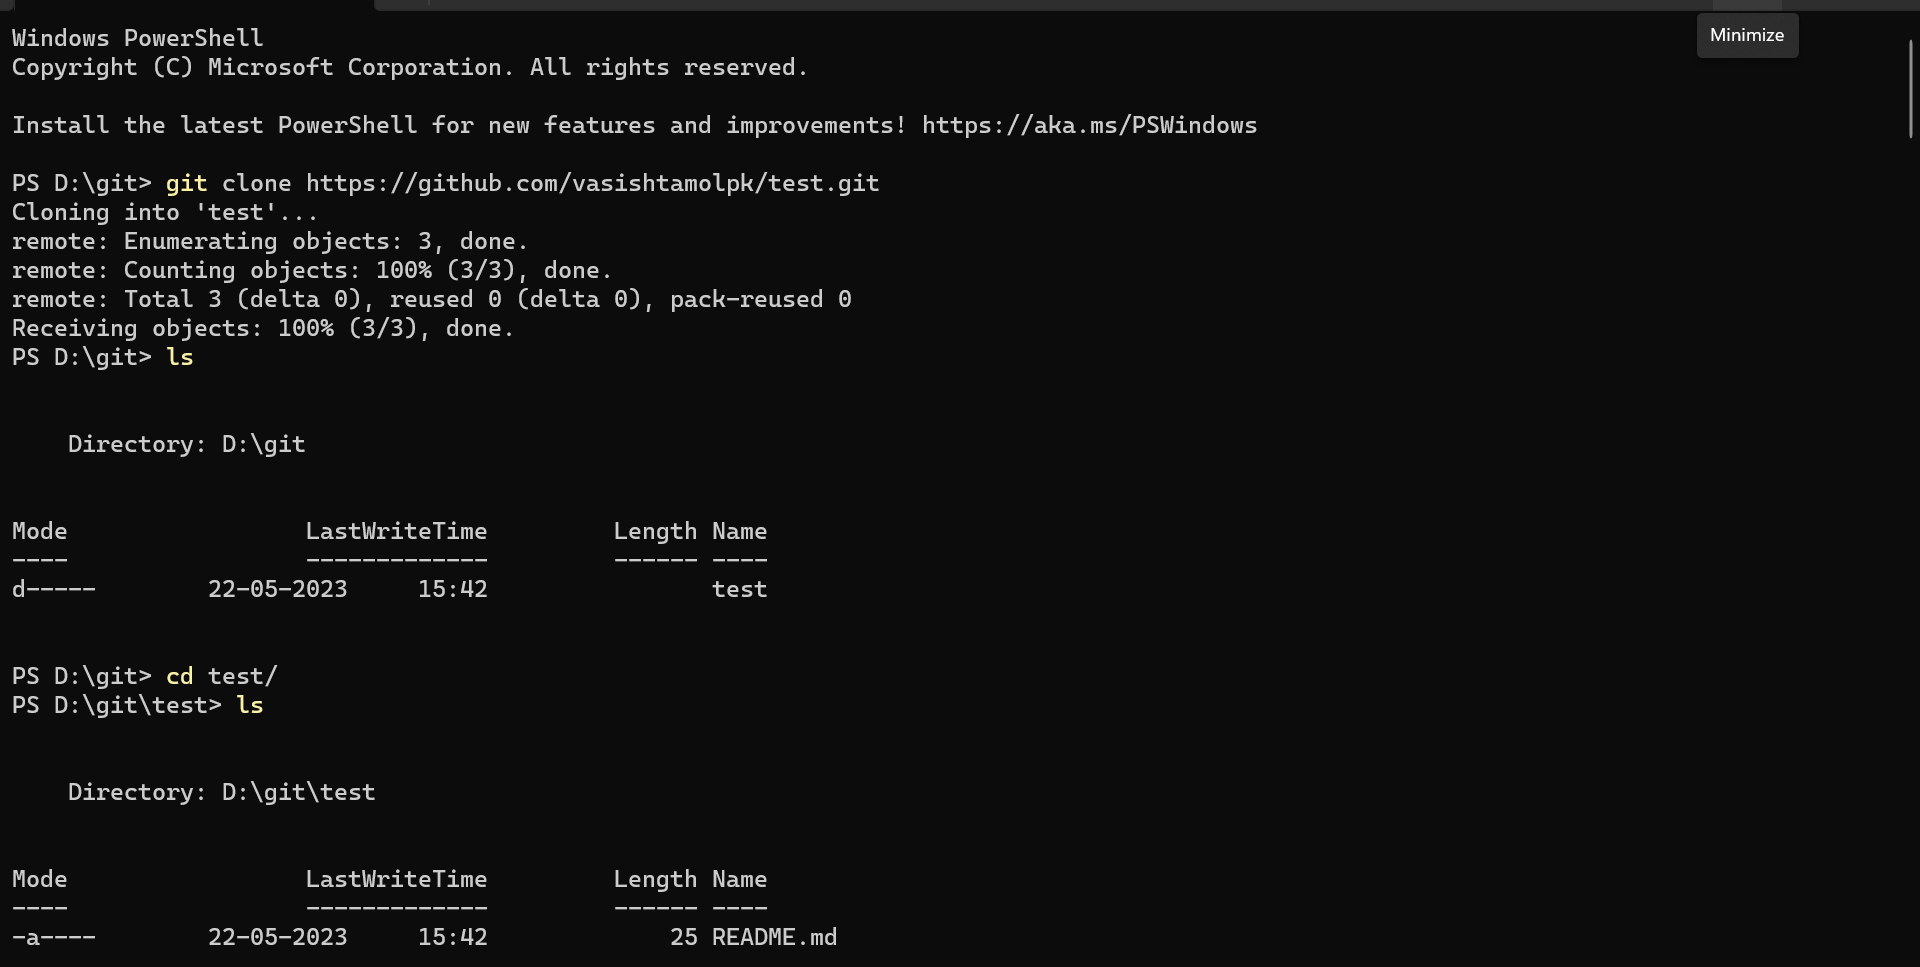 Minimize
Windows PowerShell
Copyright (C) Microsoft Corporation. All rights reserved.
Install the latest PowerShell for new features and improvements! https://aka.ms/PSWindows
PS D:\git> git clone https://github.com/vasishtamolpk/test.git
Cloning into 'test'...
remote: Enumerating objects: 3, done.
remote: Counting objects: 100% (3/3), done.
remote: Total 3 (delta 0), reused 0 (delta 0), pack-reused 0
Receiving objects: 100% (3/3), done.
PS D:\git> ls
    Directory: D:\git
Mode                 LastWriteTime         Length Name
----                 -------------         ------ ----
d-----        22-05-2023     15:42                test
PS D:\git> cd test/
PS D:\git\test> ls
    Directory: D:\git\test
Mode                 LastWriteTime         Length Name
----                 -------------         ------ ----
-a----        22-05-2023     15:42             25 README.md